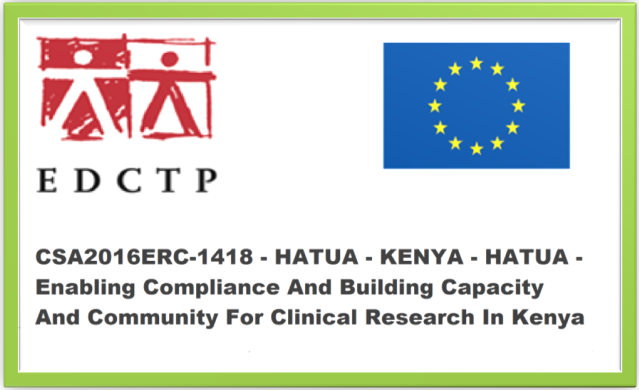 EDCTP
CSA2016ERC-1418 - HATUA - KENYA - HATUA -
Enabling Compliance And Building Capacity
And Community For Clinical Research In Kenya